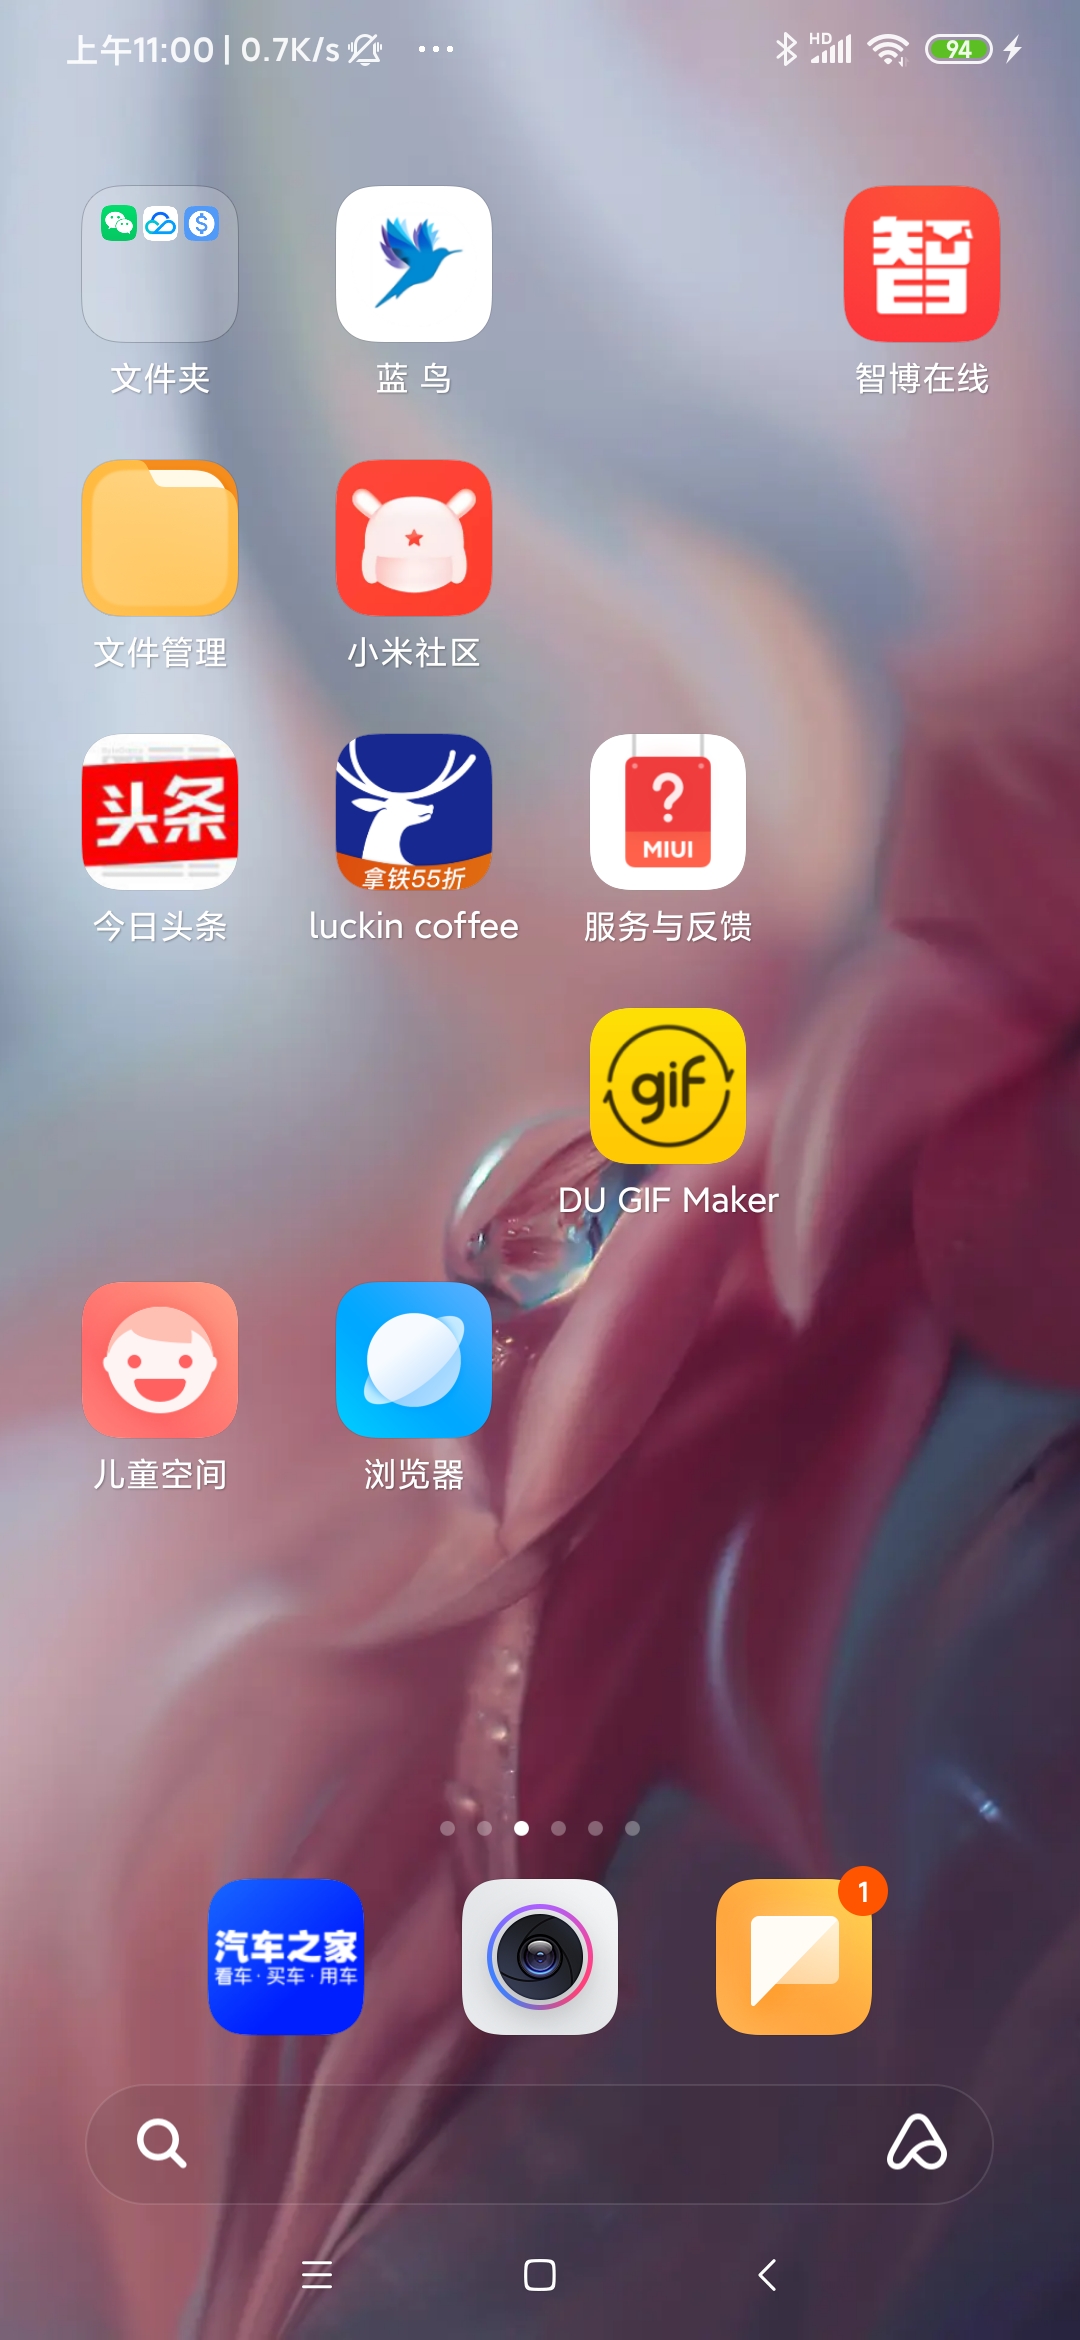 上午11:00 | 0.7K/s
HD
94
文件夹
蓝 鸟
智
智博在线
文件管理
小米社区
头条
拿铁55折
?
MIUI
今日头条
luckin coffee
服务与反馈
gif
DU GIF Maker
儿童空间
浏览器
汽车之家
看车·买车·用车
1